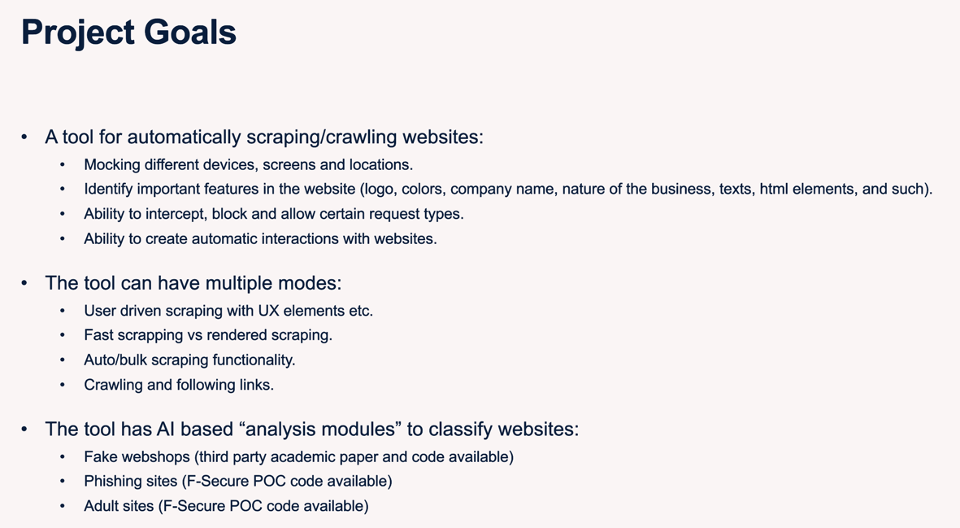 Project Goals
• A tool for automatically scraping/crawling websites:
• Mocking different devices, screens and locations.
• Identify important features in the website (logo, colors, company name, nature of the business, texts, html elements, and such).
• Ability to intercept, block and allow certain request types.
• Ability to create automatic interactions with websites.
• The tool can have multiple modes:
• User driven scraping with UX elements etc.
• Fast scrapping vs rendered scraping.
• Auto/bulk scraping functionality.
• Crawling and following links.
• The tool has AI based “analysis modules” to classify websites:
• Fake webshops (third party academic paper and code available)
• Phishing sites (F-Secure POC code available)
• Adult sites (F-Secure POC code available)